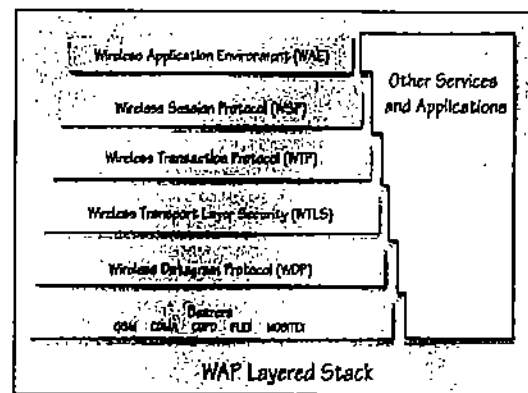 Wireless Application Environment (WAE)
Other Services
and Applications
Wireless Session Protocol (WSP)
Wireless Transaction Protocol (WTP)
Wireless Transport Layer Security (WTLS)
Wireless Datagram Protocol (WDP)
Bearers
GSM CDMA CDPD FLEX MOBITEX
WAP Layered Stack